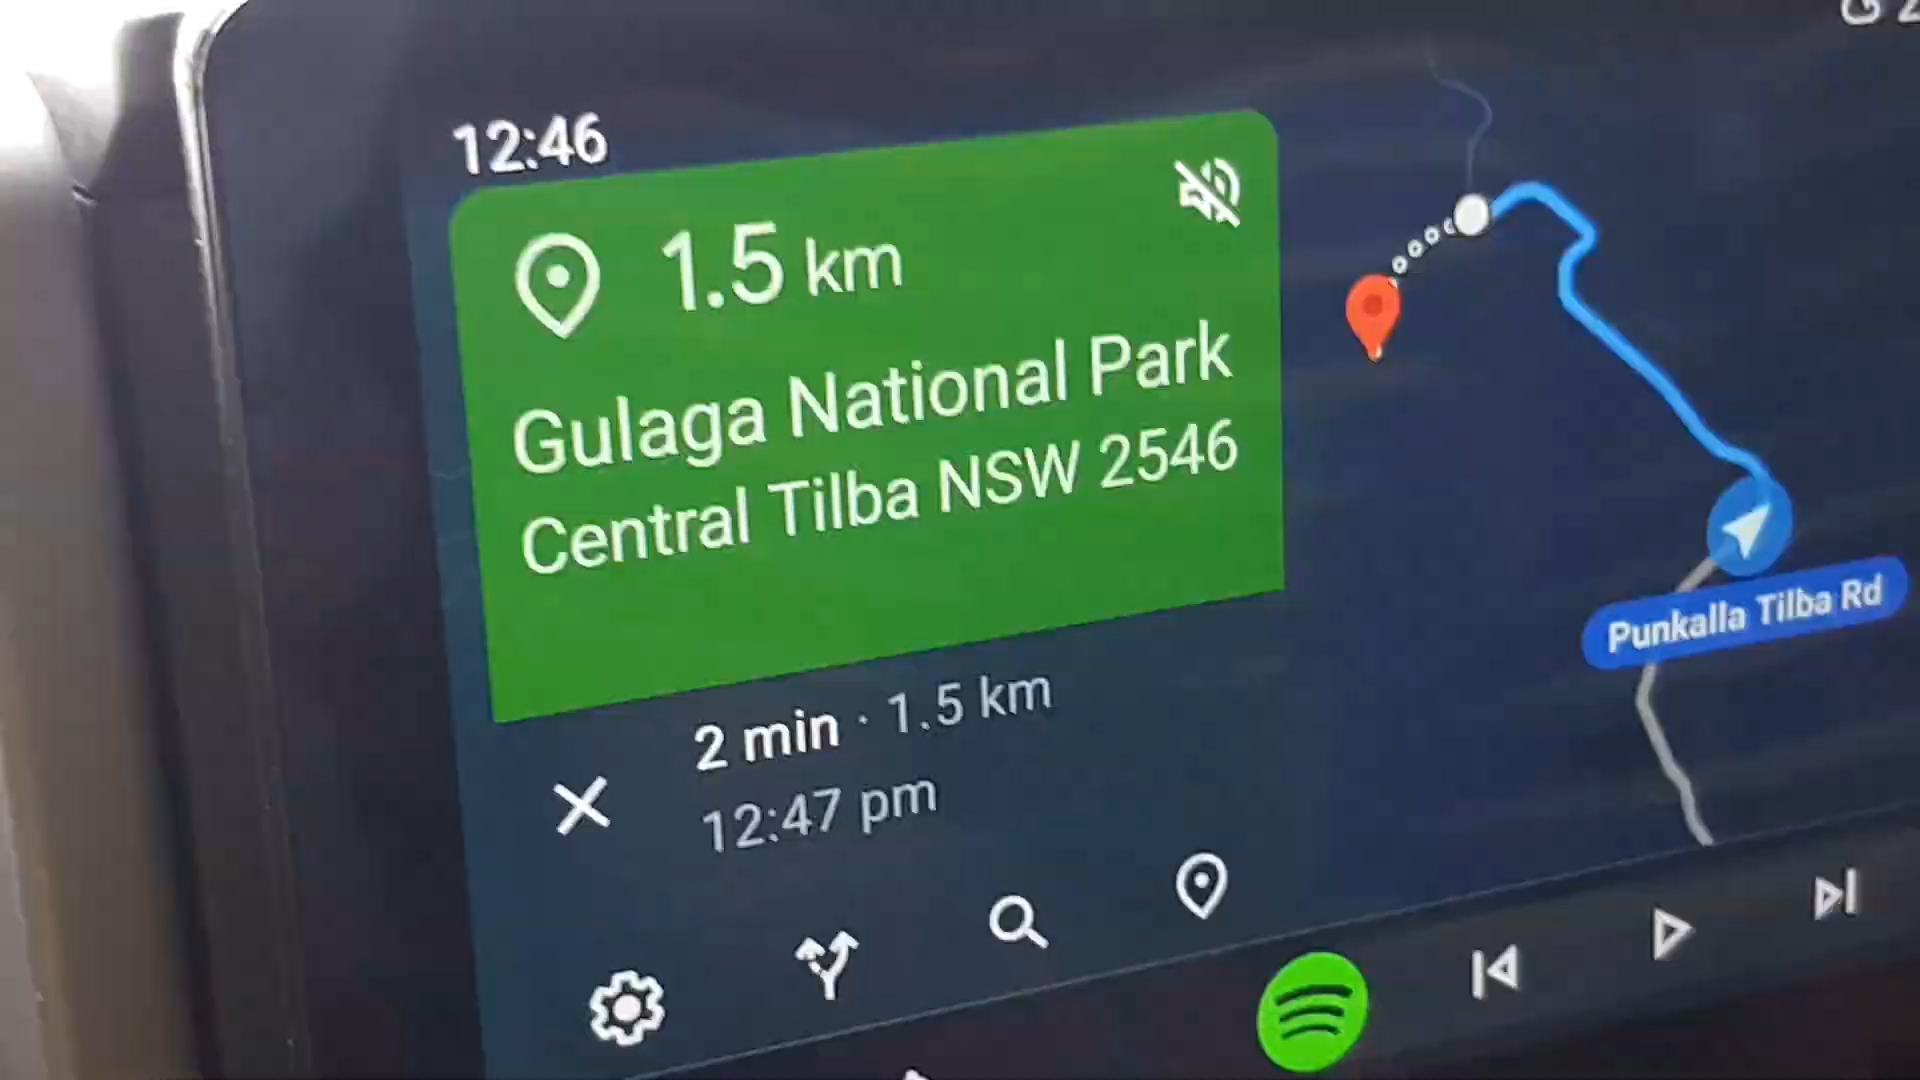 12:46
1.5 km
Gulaga National Park
Central Tilba NSW 2546
2 min · 1.5 km
12:47 pm
Punkalla Tilba Rd